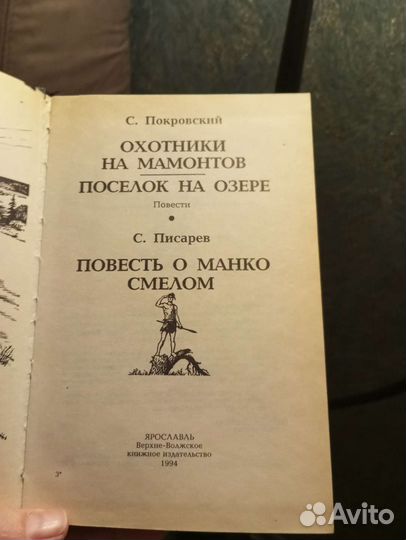 С. Покровский
ОХОТНИКИ
НА МАМОНТОВ
ПОСЕЛОК НА ОЗЕРЕ
Повести
С. Писарев
ПОВЕСТЬ О МАНКО
СМЕЛОМ
ЯРОСЛАВЛЬ
Верхне-Волжское
книжное издательство
1994
3*
Avito